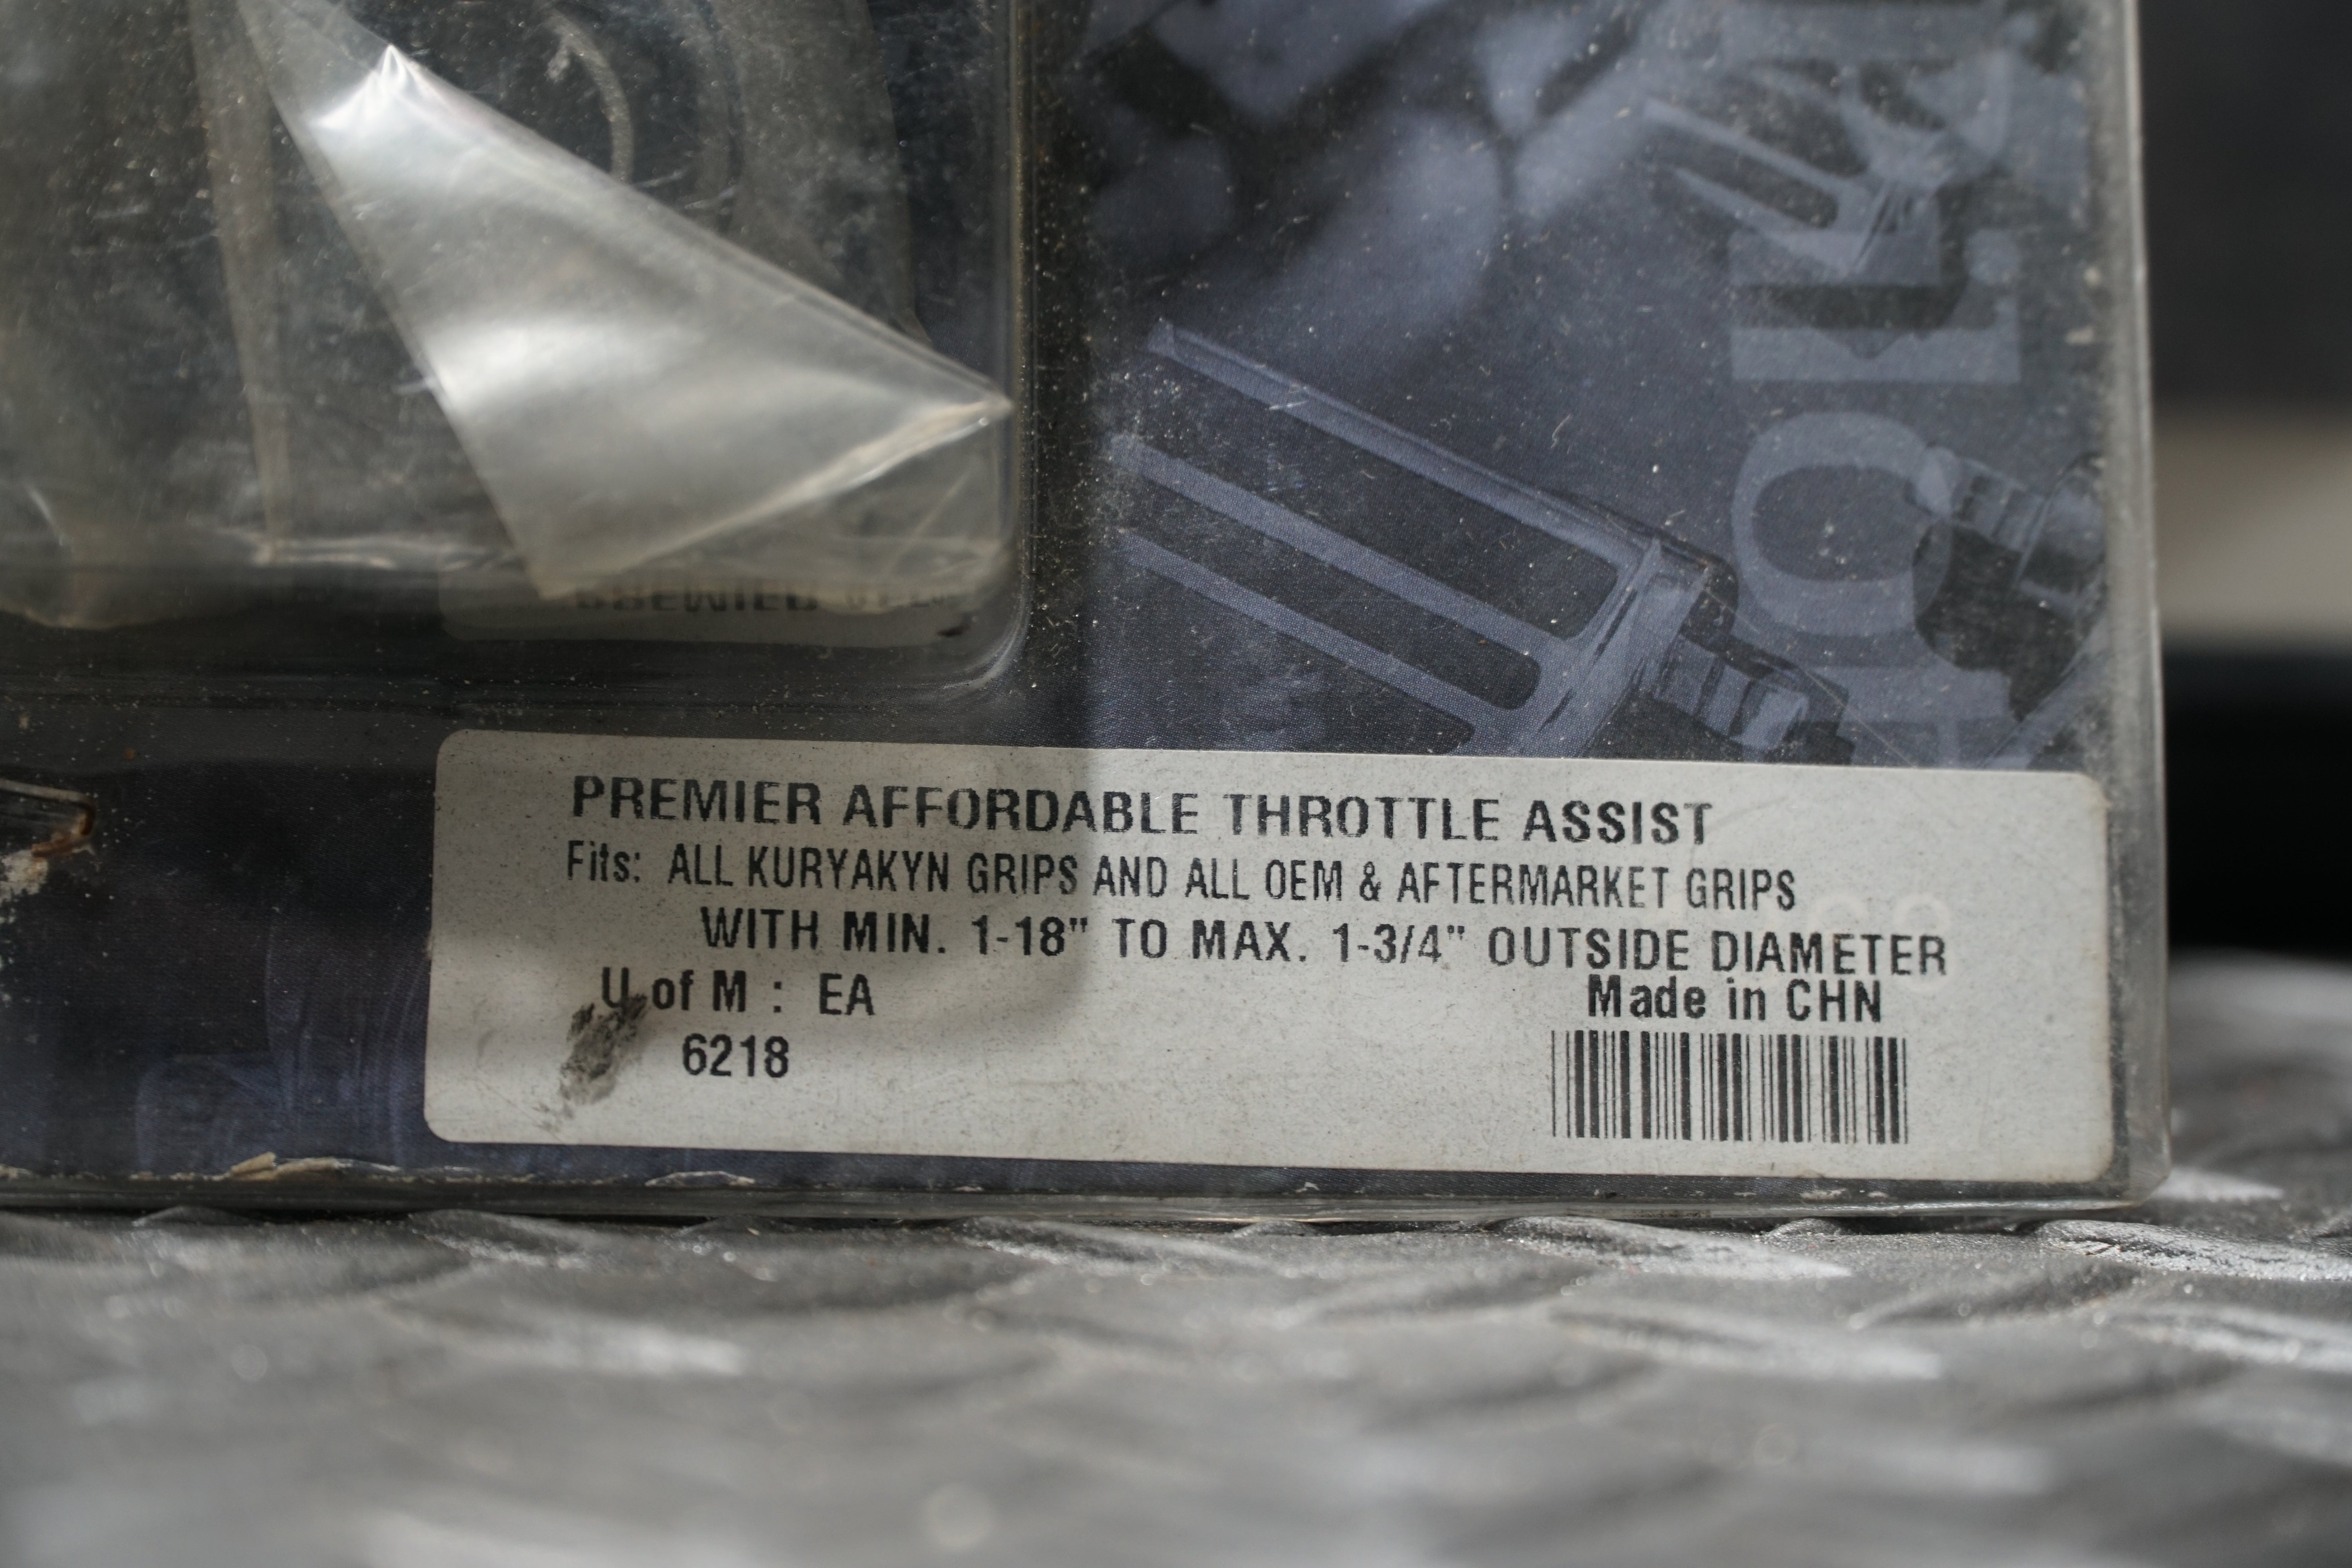 PREMIER AFFORDABLE THROTTLE ASSIST
Fits: ALL KURYAKYN GRIPS AND ALL OEM & AFTERMARKET GRIPS
WITH MIN. 1-18" TO MAX. 1-3/4" OUTSIDE DIAMETER
U of M : EA
Made in CHN
6218